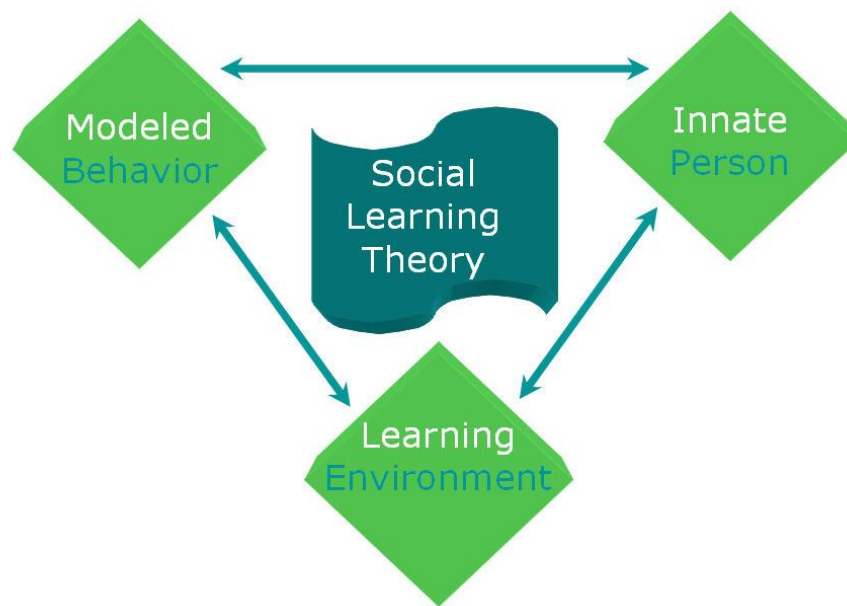 Modeled
Behavior
Innate
Person
Social
Learning
Theory
Learning
Environment